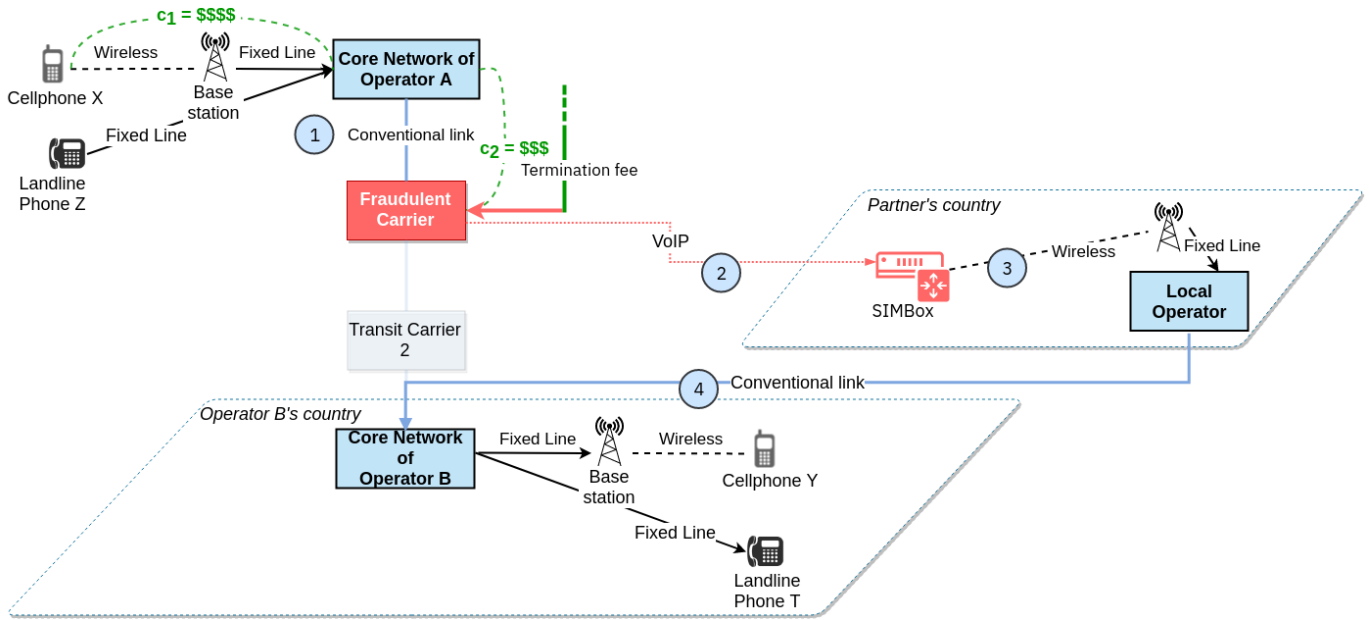 c1 = $$$$
Wireless
Fixed Line
Cellphone X
Base
station
Core Network of
Operator A
Fixed Line
Landline
Phone Z
1
Conventional link
c2 = $$$
Termination fee
Fraudulent
Carrier
VoIP
2
Partner's country
SIMBox
3
Wireless
Fixed Line
Local
Operator
Transit Carrier
2
4
Conventional link
Operator B's country
Core Network
of
Operator B
Fixed Line
Base
station
Wireless
Cellphone Y
Fixed Line
Landline
Phone T